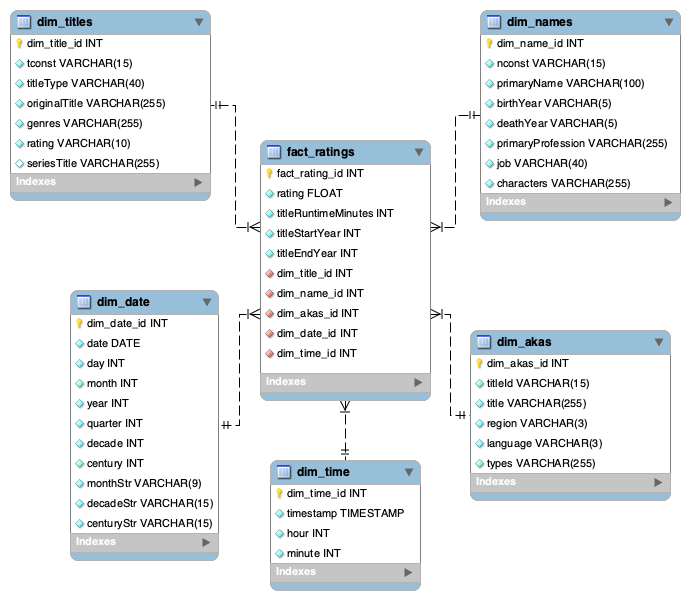 dim_titles
dim_title_id INT
tconst VARCHAR(15)
titleType VARCHAR(40)
originalTitle VARCHAR(255)
genres VARCHAR(255)
rating VARCHAR(10)
seriesTitle VARCHAR(255)
Indexes
dim_names
dim_name_id INT
nconst VARCHAR(15)
primaryName VARCHAR(100)
birthYear VARCHAR(5)
deathYear VARCHAR(5)
primaryProfession VARCHAR(255)
job VARCHAR(40)
characters VARCHAR(255)
Indexes
fact_ratings
fact_rating_id INT
rating FLOAT
titleRuntimeMinutes INT
titleStartYear INT
titleEndYear INT
dim_title_id INT
dim_name_id INT
dim_akas_id INT
dim_date_id INT
dim_time_id INT
Indexes
dim_date
dim_date_id INT
date DATE
day INT
month INT
year INT
quarter INT
decade INT
century INT
monthStr VARCHAR(9)
decadeStr VARCHAR(15)
centuryStr VARCHAR(15)
Indexes
dim_akas
dim_akas_id INT
titleId VARCHAR(15)
title VARCHAR(255)
region VARCHAR(3)
language VARCHAR(3)
types VARCHAR(255)
Indexes
dim_time
dim_time_id INT
timestamp TIMESTAMP
hour INT
minute INT
Indexes